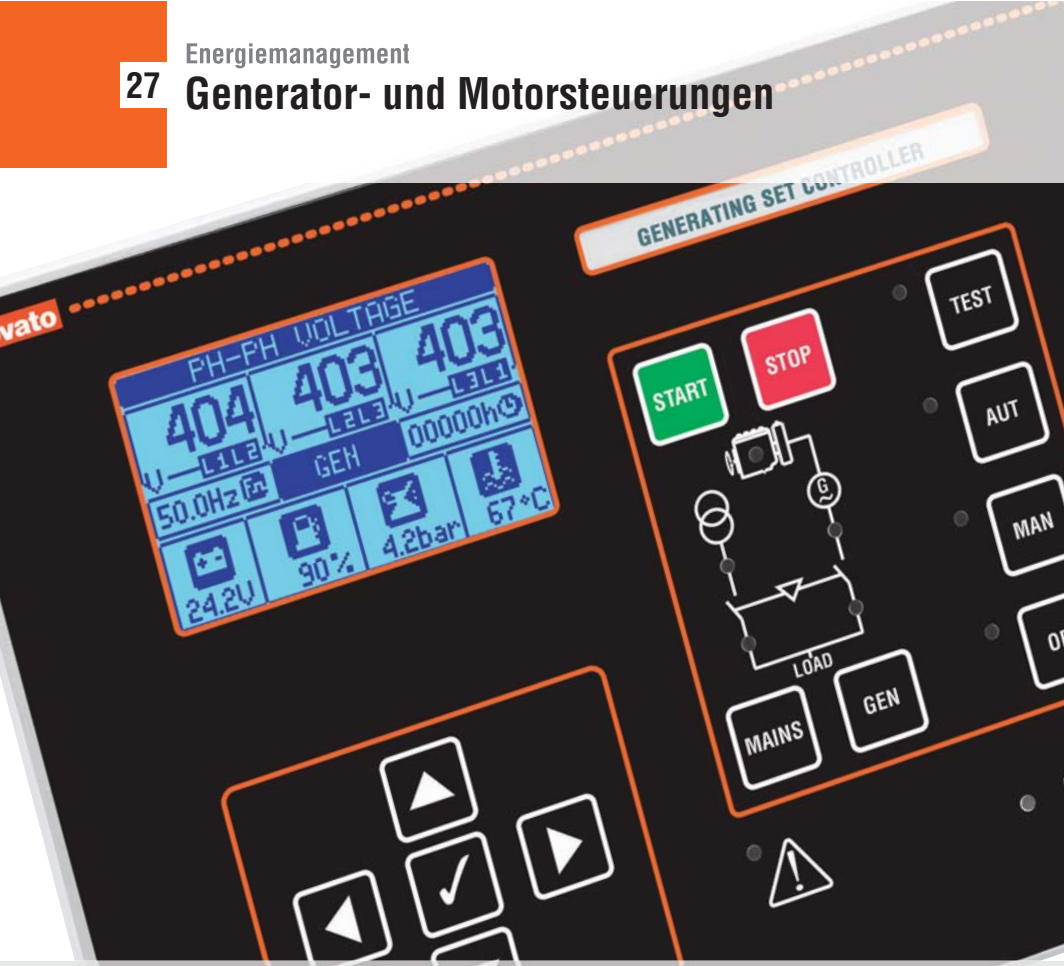 Energiemanagement
27 Generator- und Motorsteuerungen
GENERATING SET CONTROLLER
vato
PH-PH VOLTAGE
404 403 403
V L1L2 V L2L3 V L3L1
50.0Hz GEN 00000h
24.2V 90% 4.2bar 67°C
START STOP TEST
AUT
MAN
G
LOAD
MAINS GEN